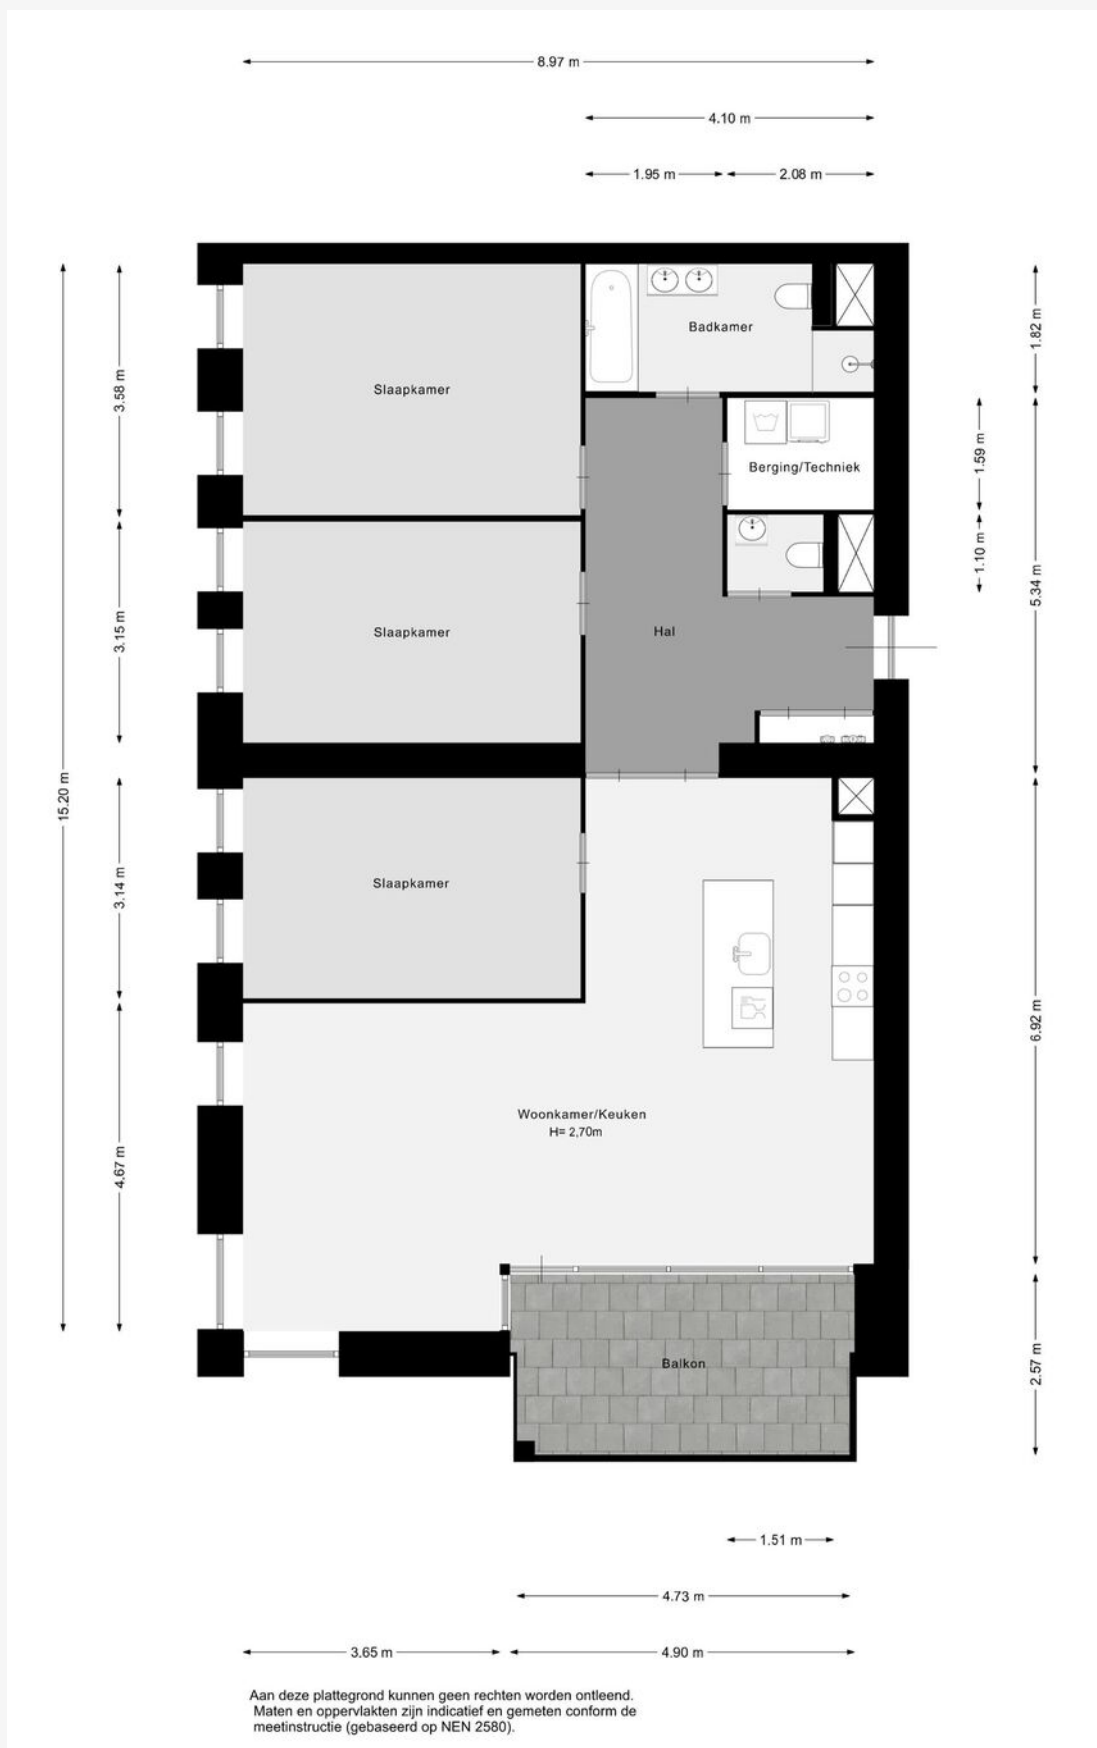 8.97 m
4.10 m
1.95 m
2.08 m
Slaapkamer
Badkamer
1.82 m
3.58 m
Berging/Techniek
1.59 m
1.10 m
5.34 m
Slaapkamer
Hal
3.15 m
15.20 m
Slaapkamer
3.14 m
6.92 m
Woonkamer/Keuken
H= 2,70m
4.67 m
Balkon
2.57 m
1.51 m
4.73 m
3.65 m
4.90 m
Aan deze plattegrond kunnen geen rechten worden ontleend.
Maten en oppervlakten zijn indicatief en gemeten conform de
meetinstructie (gebaseerd op NEN 2580).